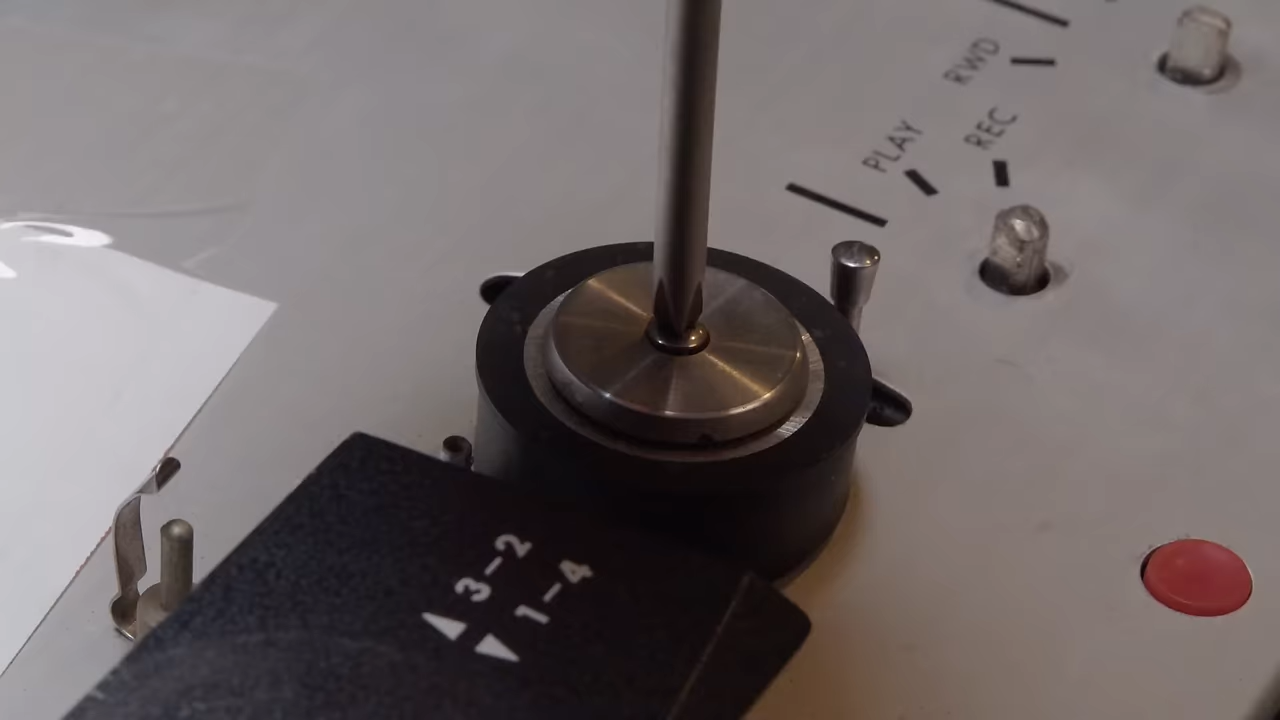 RWD
PLAY
REC
▲ 3–2
▼ 1–4